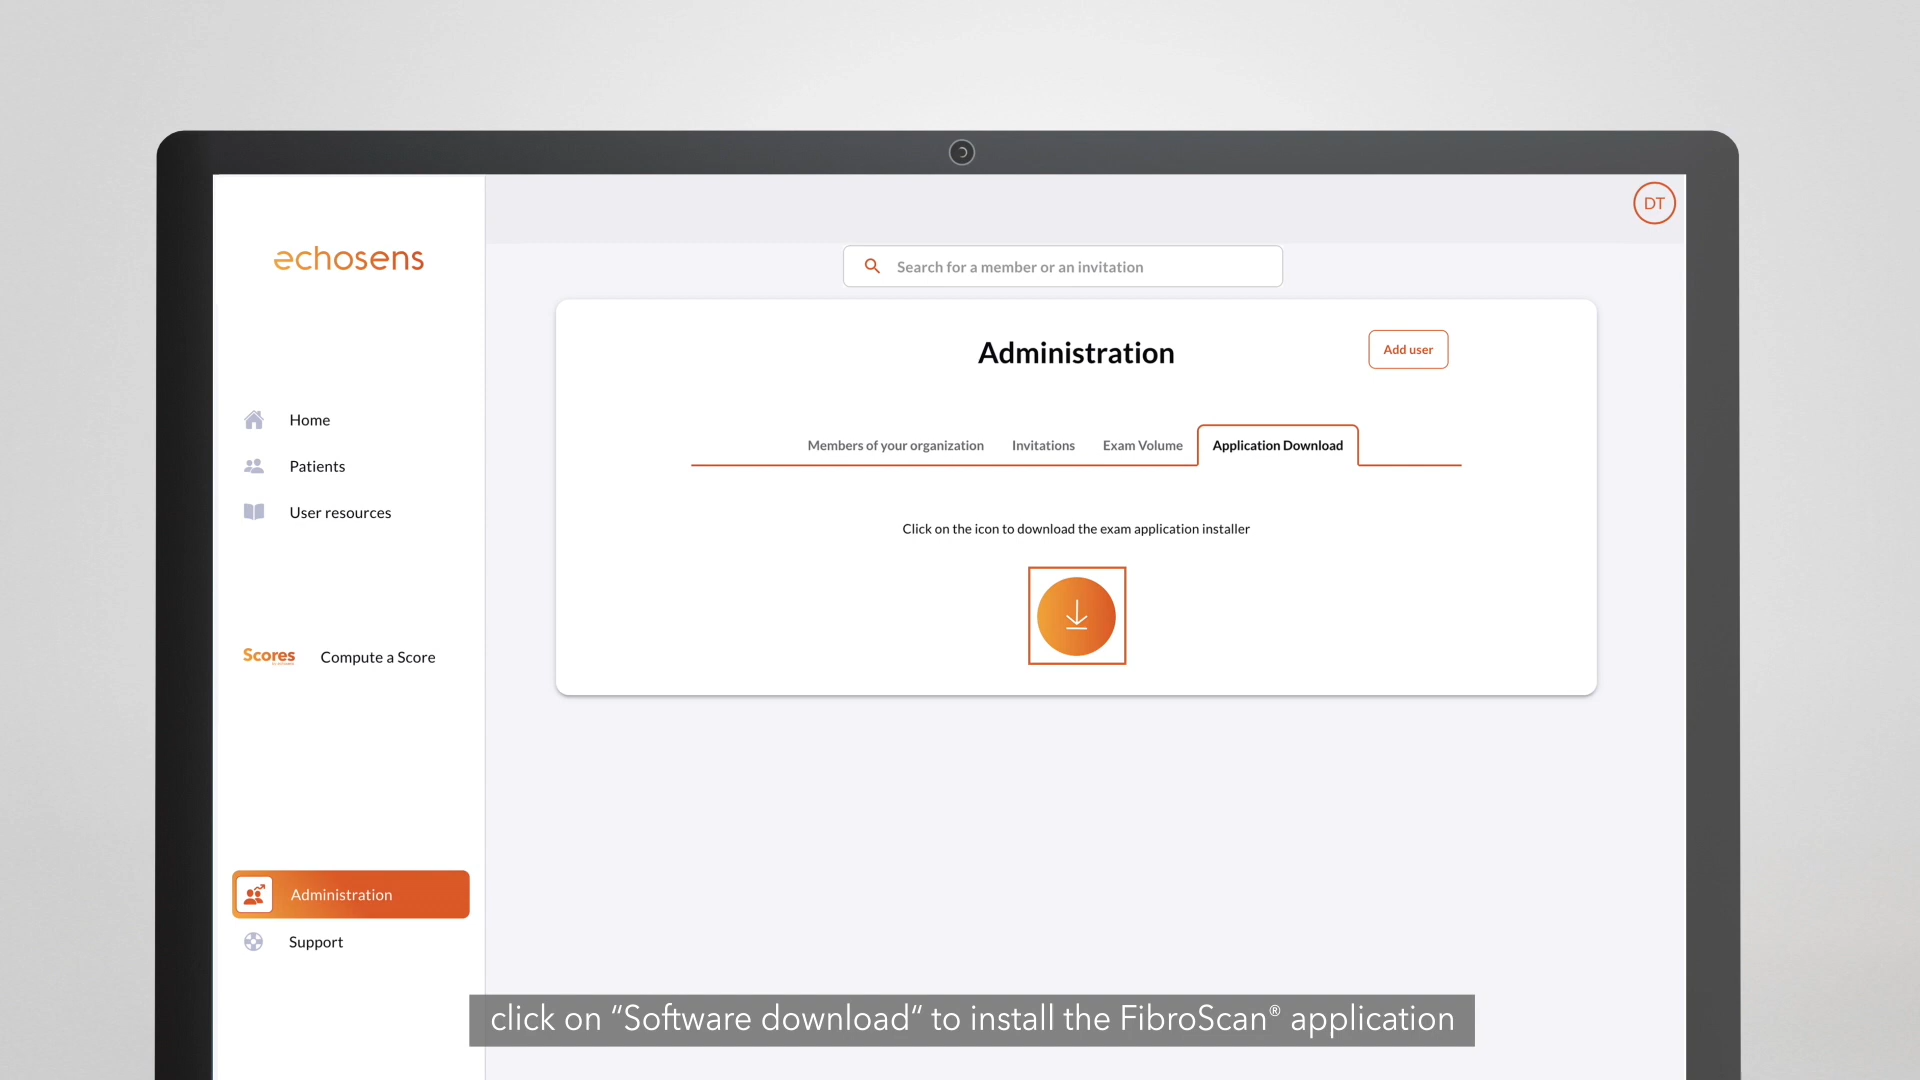 DT
echosens
Search for a member or an invitation
Administration
Add user
Members of your organization Invitations Exam Volume Application Download
Click on the icon to download the exam application installer
Home
Patients
User resources
Scores Compute a Score
Administration
Support
click on “Software download“ to install the FibroScan® application